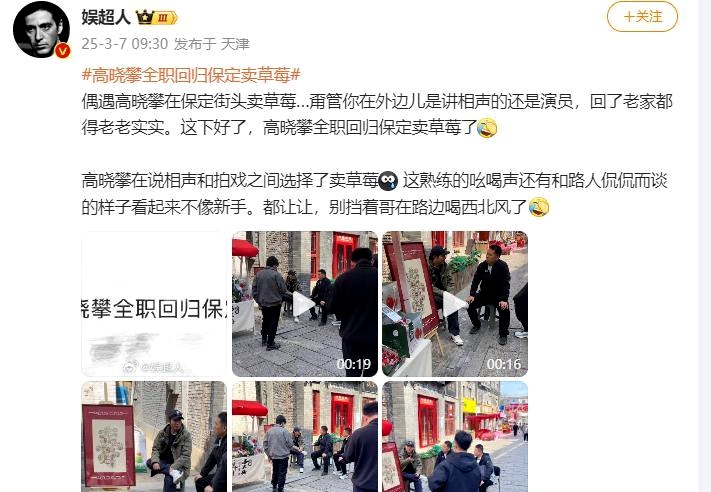 娱超人 III
+关注
25-3-7 09:30 发布于 天津
#高晓攀全职回归保定卖草莓#
偶遇高晓攀在保定街头卖草莓...甭管你在外边儿是讲相声的还是演员，回了老家都
得老老实实。这下好了，高晓攀全职回归保定卖草莓了
高晓攀在说相声和拍戏之间选择了卖草莓 这熟练的吆喝声还有和路人侃侃而谈
的样子看起来不像新手。都让让，别挡着哥在路边喝西北风了
晓攀全职回归保定
@娱超人
00:19
00:16